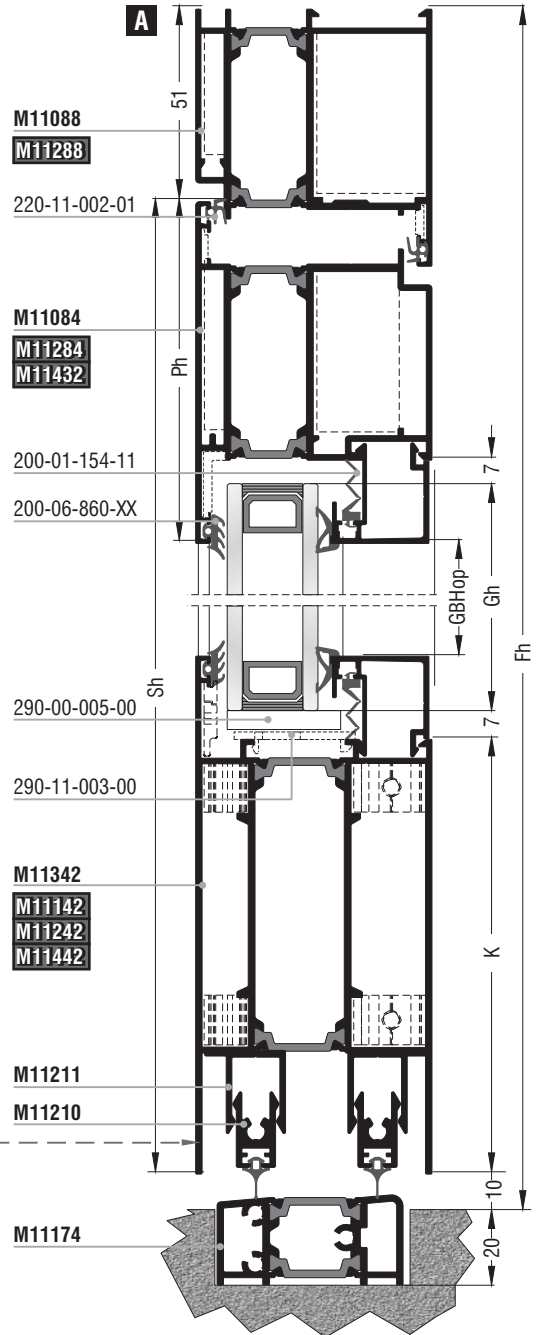 A
51
M11088
M11288
220-11-002-01
M11084
M11284
M11432
Ph
200-01-154-11
7
200-06-860-XX
GBHop
Gh
Fh
Sh
290-00-005-00
7
290-11-003-00
M11342
M11142
M11242
M11442
K
M11211
M11210
10
M11174
20